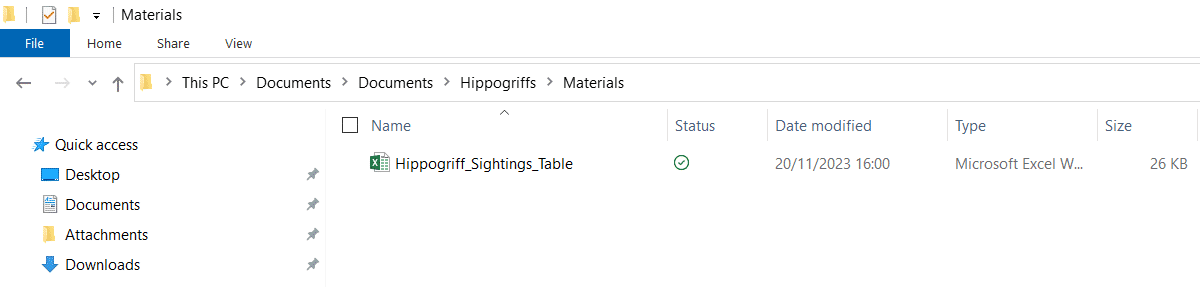 Materials
File Home Share View
This PC Documents Documents Hippogriffs Materials
Name Status Date modified Type Size
Quick access
Hippogriff_Sightings_Table 20/11/2023 16:00 Microsoft Excel W... 26 KB
Desktop
Documents
Attachments
Downloads